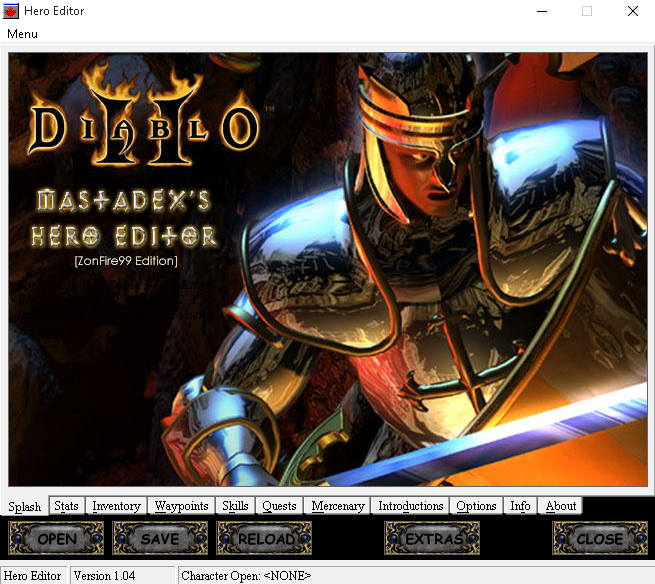 Hero Editor
Menu
DIABLO II™
MASTADEX'S
HERO EDITOR
[ZonFire99 Edition]
Splash Stats Inventory Waypoints Skills Quests Mercenary Introductions Options Info About
OPEN SAVE RELOAD EXTRAS CLOSE
Hero Editor Version 1.04 Character Open: <NONE>